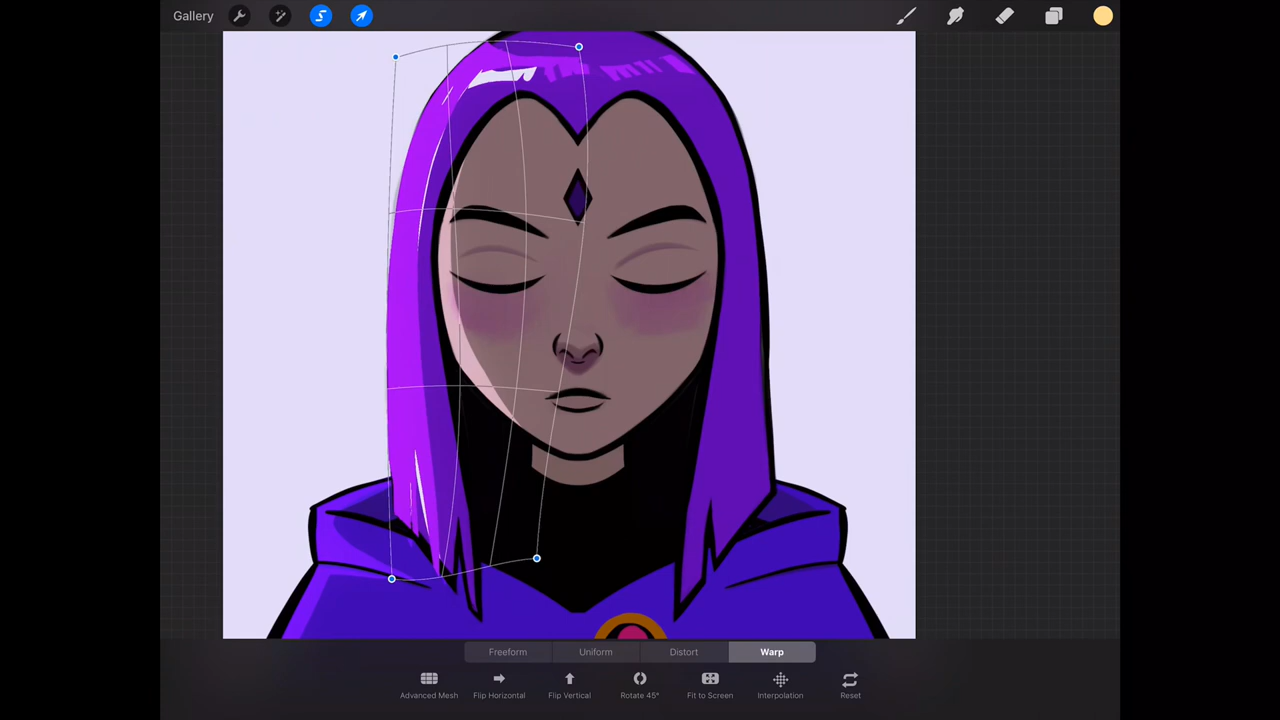 Gallery
Freeform Uniform Distort Warp
Advanced Mesh Flip Horizontal Flip Vertical Rotate 45° Fit to Screen Interpolation Reset